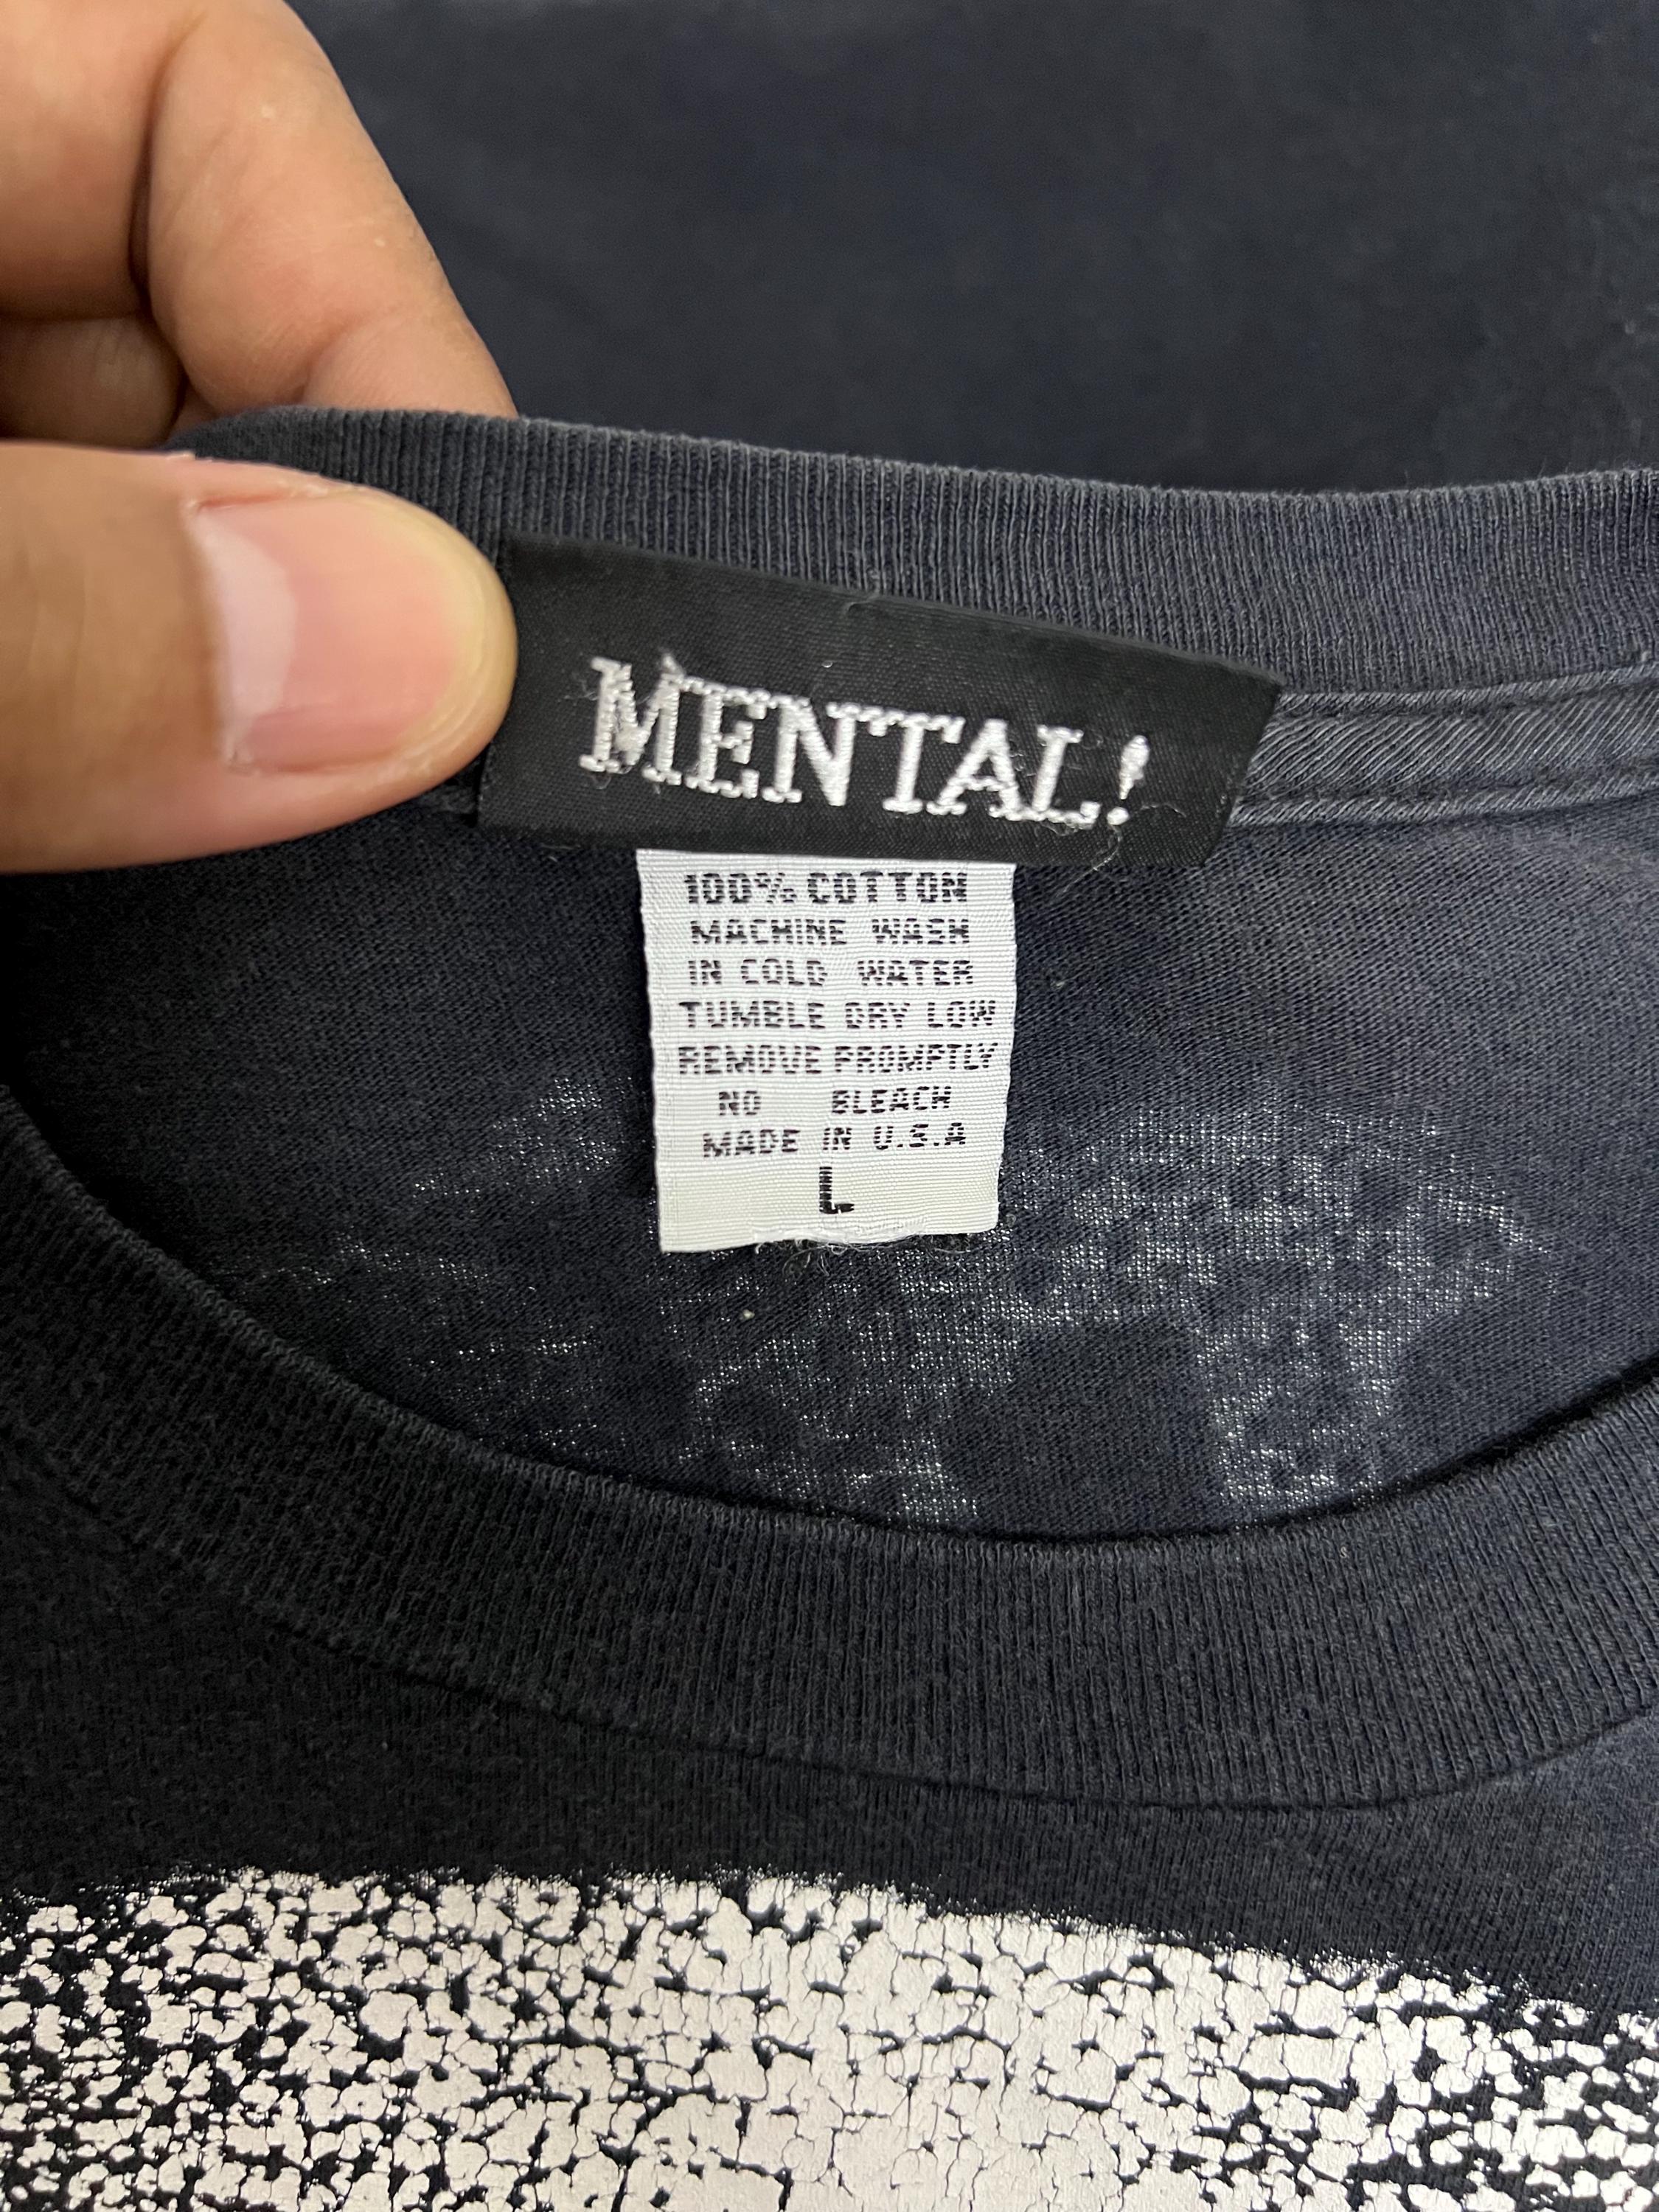 MENTAL!
100% COTTON
MACHINE WASH
IN COLD WATER
TUMBLE DRY LOW
REMOVE PROMPTLY
NO BLEACH
MADE IN U.S.A
L